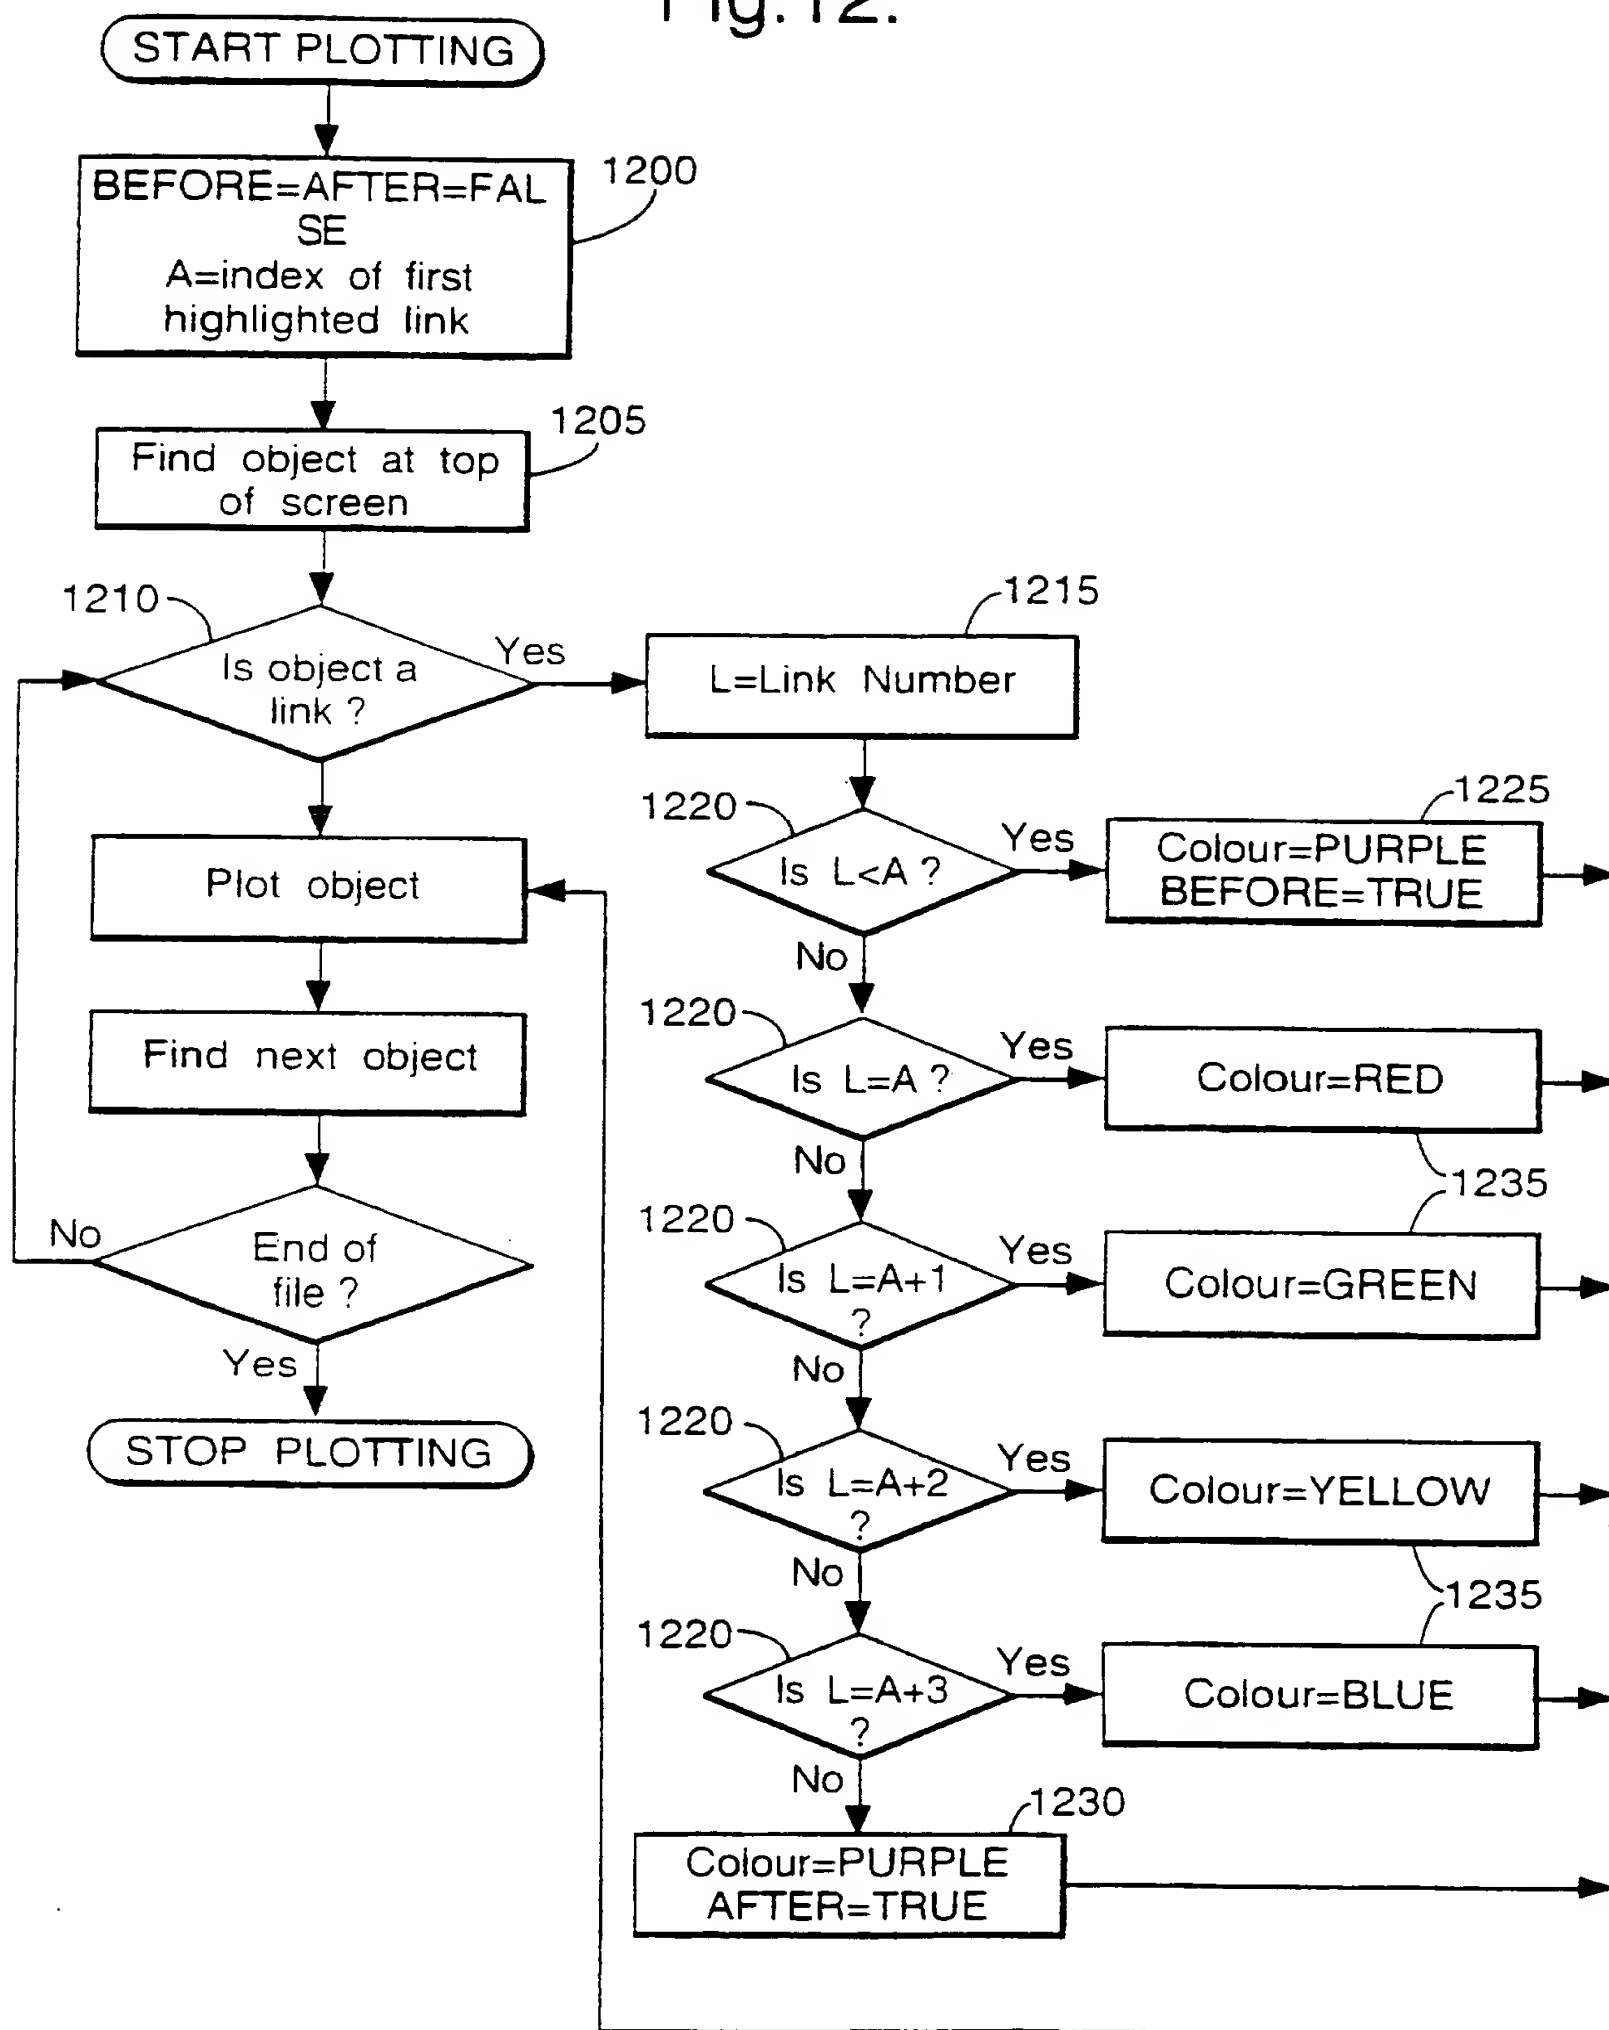 Fig.12.
START PLOTTING
BEFORE=AFTER=FAL
SE
A=index of first
highlighted link
1200
Find object at top
of screen
1205
1210
Is object a
link ?
Yes
L=Link Number
1215
Plot object
Find next object
End of
file ?
No
Yes
STOP PLOTTING
1220
Is L<A ?
Yes
Colour=PURPLE
BEFORE=TRUE
1225
No
1220
Is L=A ?
Yes
Colour=RED
No
1235
1220
Is L=A+1
?
Yes
Colour=GREEN
No
1220
Is L=A+2
?
Yes
Colour=YELLOW
No
1235
1220
Is L=A+3
?
Yes
Colour=BLUE
No
1230
Colour=PURPLE
AFTER=TRUE